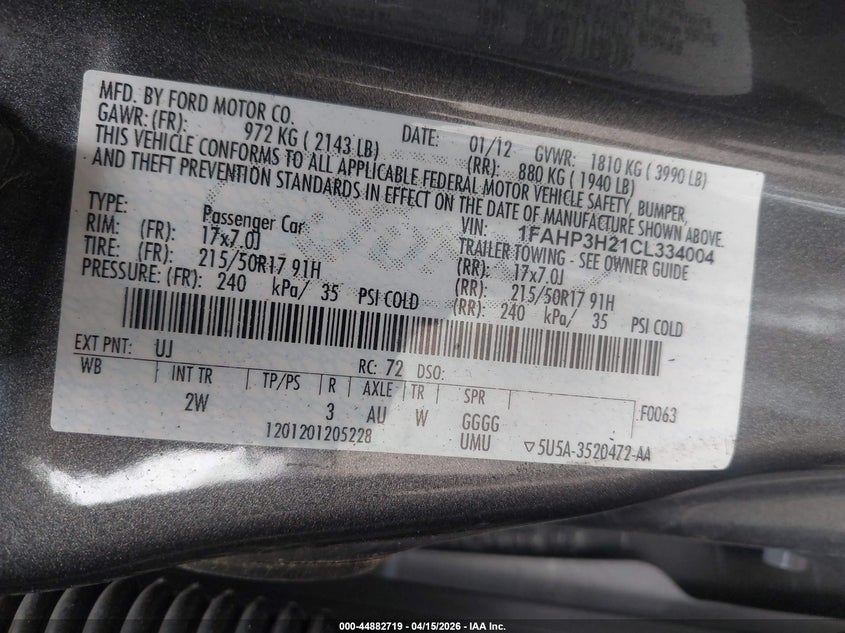 MFD. BY FORD MOTOR CO.
DATE: 01/12 GVWR: 1810 KG ( 3990 LB)
GAWR: (FR): 972 KG ( 2143 LB) (RR): 880 KG ( 1940 LB)
THIS VEHICLE CONFORMS TO ALL APPLICABLE FEDERAL MOTOR VEHICLE SAFETY, BUMPER,
AND THEFT PREVENTION STANDARDS IN EFFECT ON THE DATE OF MANUFACTURE SHOWN ABOVE.
VIN: 1FAHP3H21CL334004
TYPE: Passenger Car TRAILER TOWING - SEE OWNER GUIDE
RIM: (FR): 17x7.0J (RR): 17x7.0J
TIRE: (FR): 215/50R17 91H (RR): 215/50R17 91H
PRESSURE: (FR): 240 kPa/ 35 PSI COLD (RR): 240 kPa/ 35 PSI COLD
EXT PNT: UJ RC: 72 DSO:
WB INT TR TP/PS R AXLE TR SPR F0063
2W 3 AU W GGGG
1201201205228 UMU ▽5U5A-3520472-AA
000-44882719 - 04/15/2026 - IAA Inc.